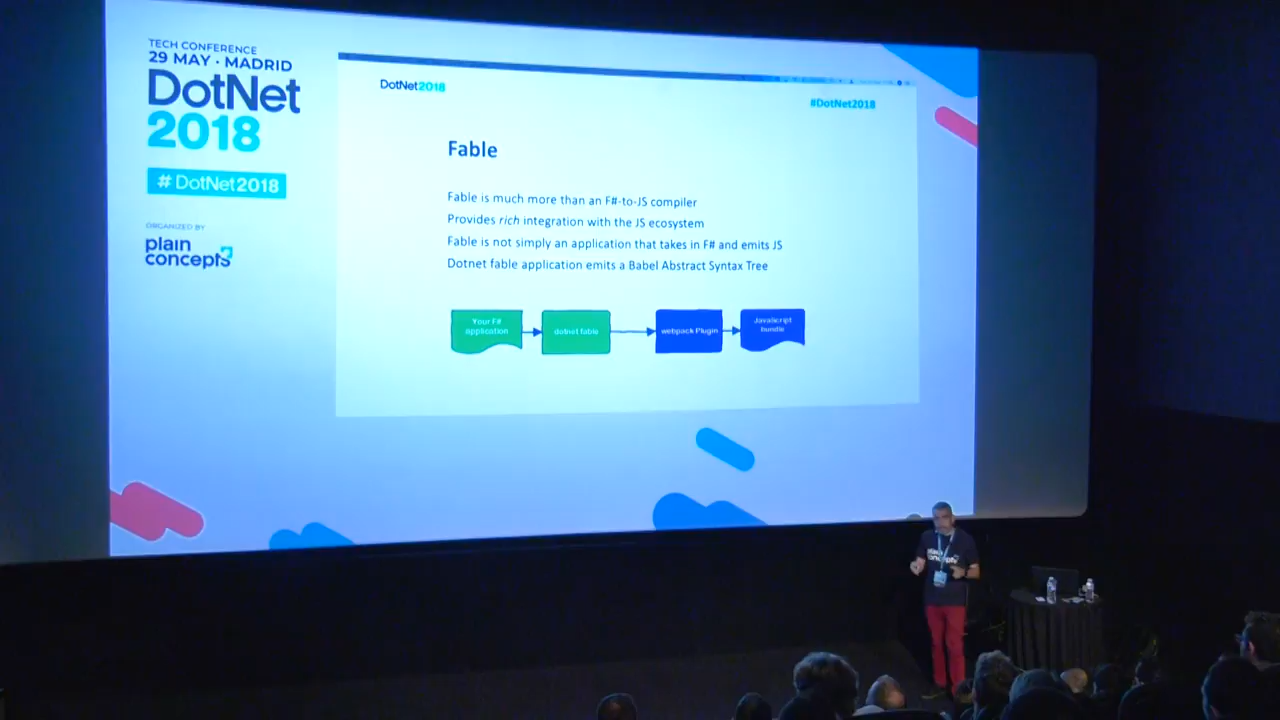 TECH CONFERENCE
29 MAY · MADRID
DotNet
2018
# DotNet2018
ORGANIZED BY
plain
concepts
DotNet2018
#DotNet2018
Fable
Fable is much more than an F#-to-JS compiler
Provides rich integration with the JS ecosystem
Fable is not simply an application that takes in F# and emits JS
Dotnet fable application emits a Babel Abstract Syntax Tree
Your F#
application
dotnet fable
webpack Plugin
JavaScript
bundle
plain
concepts